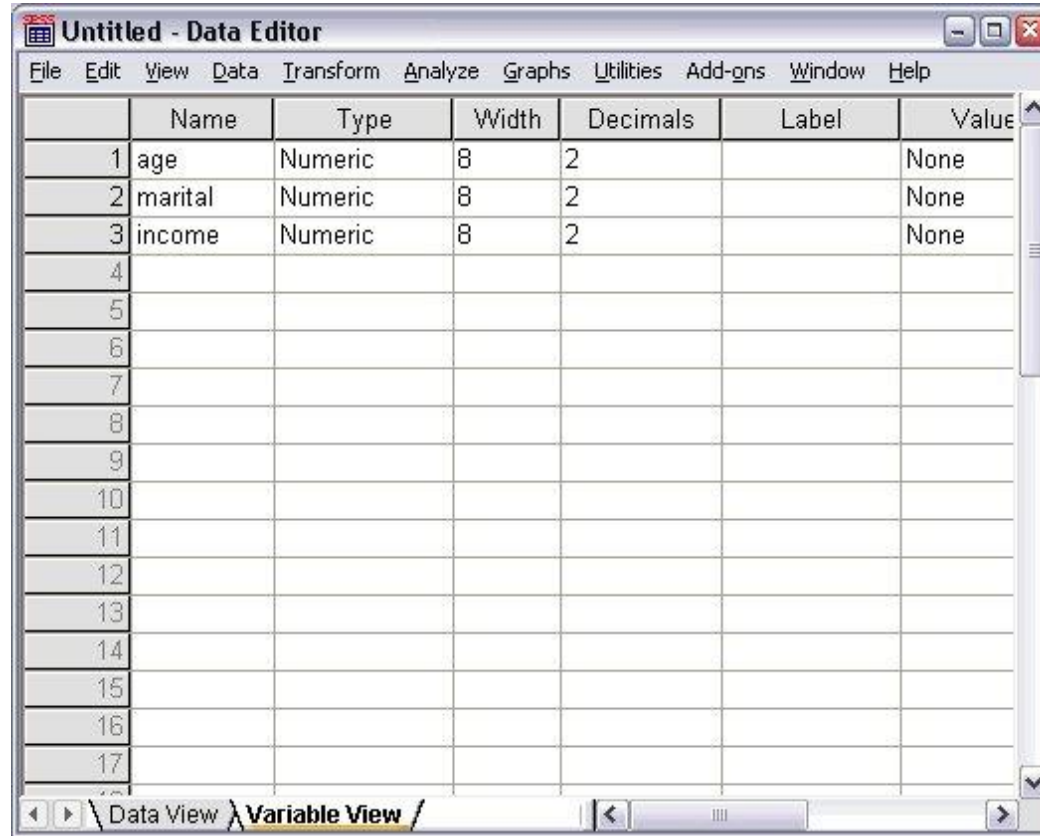 Untitled - Data Editor
File Edit View Data Transform Analyze Graphs Utilities Add-ons Window Help
Name Type Width Decimals Label Value
1 age Numeric 8 2 None
2 marital Numeric 8 2 None
3 income Numeric 8 2 None
4
5
6
7
8
9
10
11
12
13
14
15
16
17
Data View Variable View